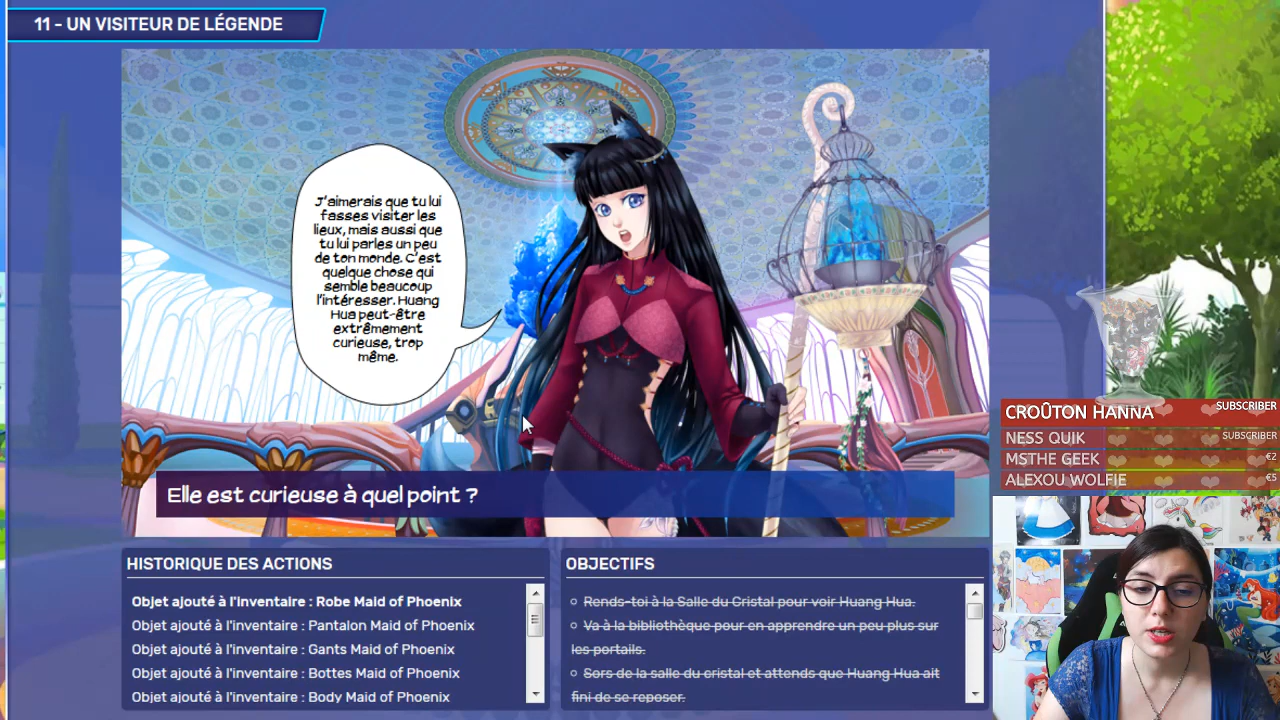 11 - UN VISITEUR DE LÉGENDE
J'aimerais que tu lui
fasses visiter les
lieux, mais aussi que
tu lui parles un peu
de ton monde. C'est
quelque chose qui
semble beaucoup
l'intéresser. Huang
Hua peut-être
extrêmement
curieuse, trop
même.
Elle est curieuse à quel point ?
HISTORIQUE DES ACTIONS
Objet ajouté à l'inventaire : Robe Maid of Phoenix
Objet ajouté à l'inventaire : Pantalon Maid of Phoenix
Objet ajouté à l'inventaire : Gants Maid of Phoenix
Objet ajouté à l'inventaire : Bottes Maid of Phoenix
Objet ajouté à l'inventaire : Body Maid of Phoenix
OBJECTIFS
Rends-toi à la Salle du Cristal pour voir Huang Hua.
Va à la bibliothèque pour en apprendre un peu plus sur
les portails.
Sors de la salle du cristal et attends que Huang Hua ait
fini de se reposer.
CROÛTON HANNA SUBSCRIBER
NESS QUIK SUBSCRIBER
MSTHE GEEK €2
ALEXOU WOLFIE €5